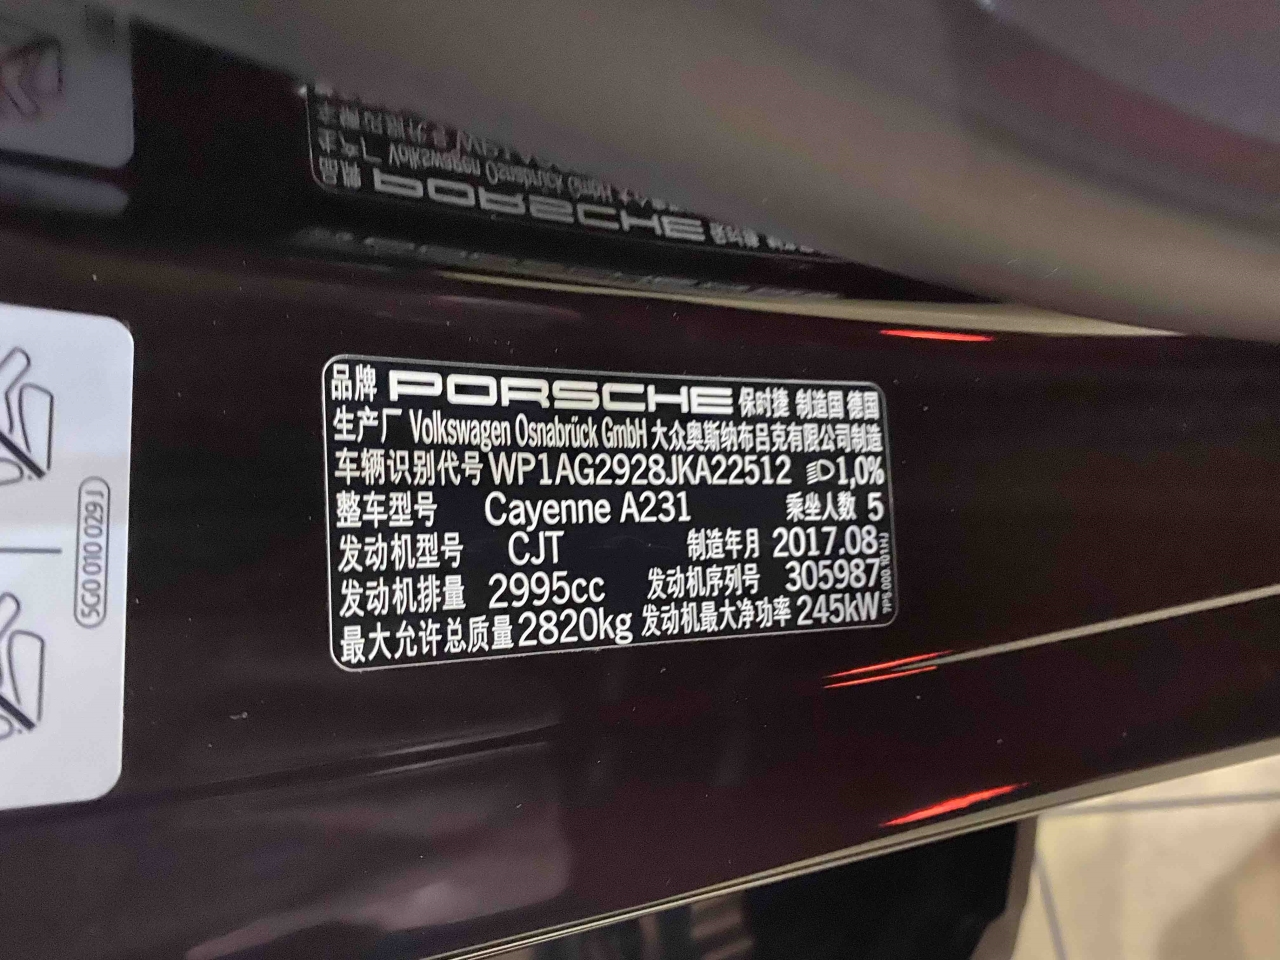 品牌 PORSCHE 保时捷 制造国 德国
生产厂 Volkswagen Osnabrück GmbH 大众奥斯纳布吕克有限公司制造
车辆识别代号 WP1AG2928JKA22512 1,0%
整车型号 Cayenne A231 乘坐人数 5
发动机型号 CJT 制造年月 2017.08
发动机排量 2995cc 发动机序列号 305987
最大允许总质量 2820kg 发动机最大净功率 245kW
5G0 010 029 J